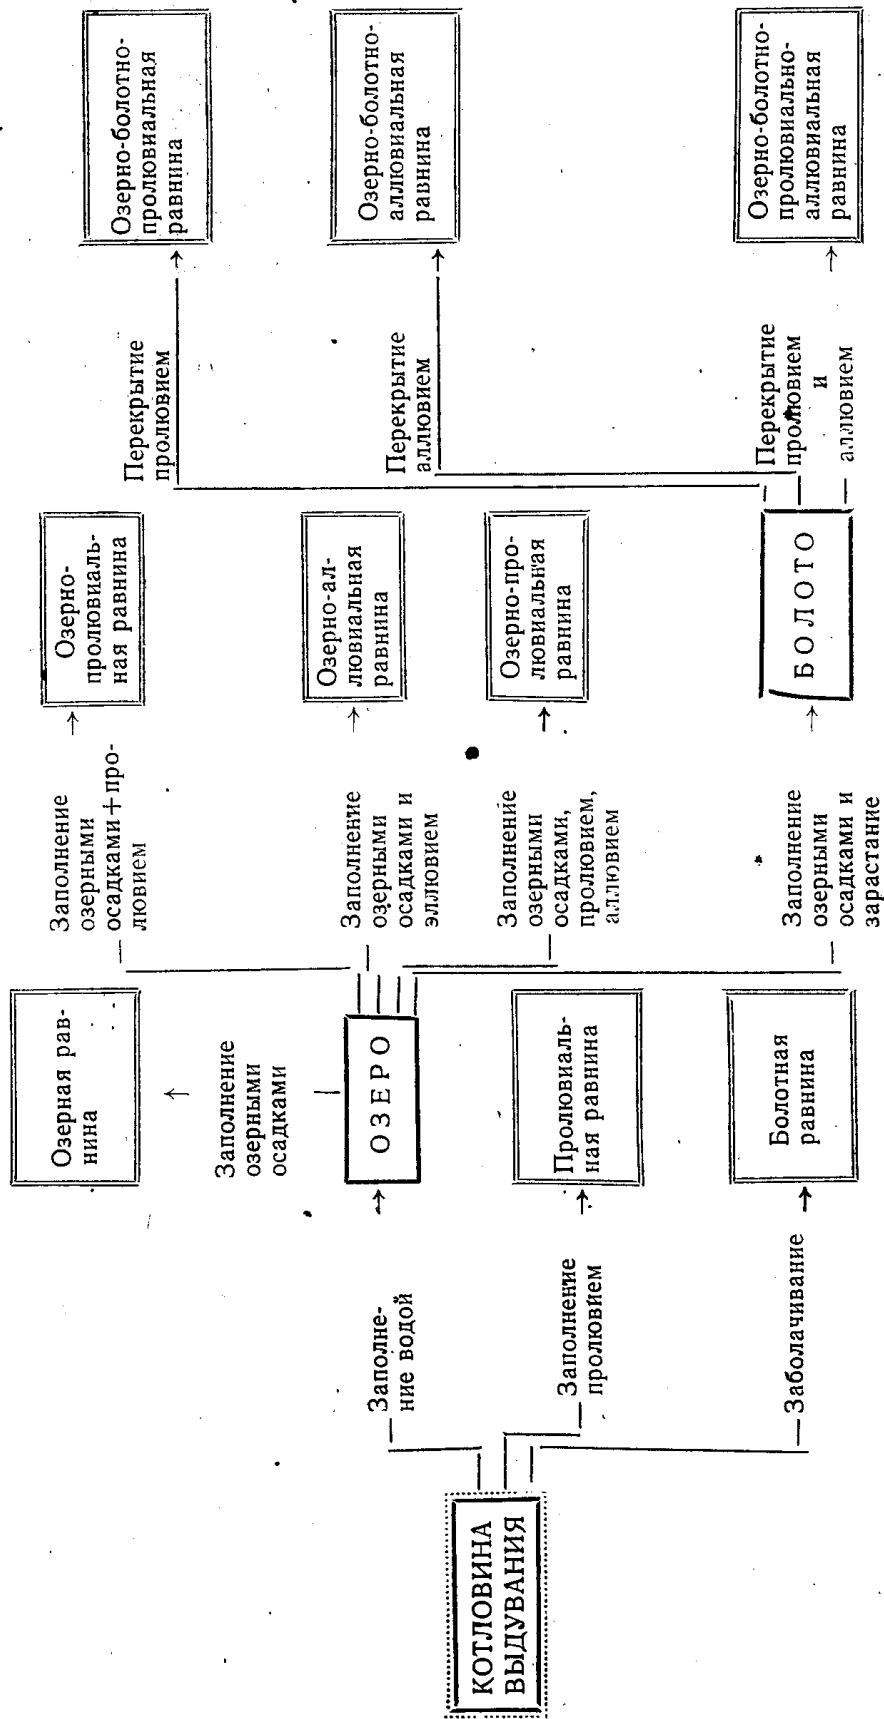 КОТЛОВИНА
ВЫДУВАНИЯ
Заполне-
ние водой
Заполнение
пролювием
Заболачивание
Озерная рав-
нина
Заполнение
озерными
осадками
ОЗЕРО
Пролювиаль-
ная равнина
Болотная
равнина
Заполнение
озерными
осадками+про-
лювием
Заполнение
озерными
осадками и
эллювием
Заполнение
озерными
осадками,
пролювием,
аллювием
Заполнение
озерными
осадками и
зарастание
Озерно-
пролювиаль-
ная равнина
Озерно-ал-
лювиальная
равнина
Озерно-про-
лювиальная
равнина
БОЛОТО
Перекрытие
пролювием
Перекрытие
аллювием
Перекрытие
пролювием
и
аллювием
Озерно-болотно-
пролювиальная
равнина
Озерно-болотно-
аллювиальная
равнина
Озерно-болотно-
пролювиально-
аллювиальная
равнина